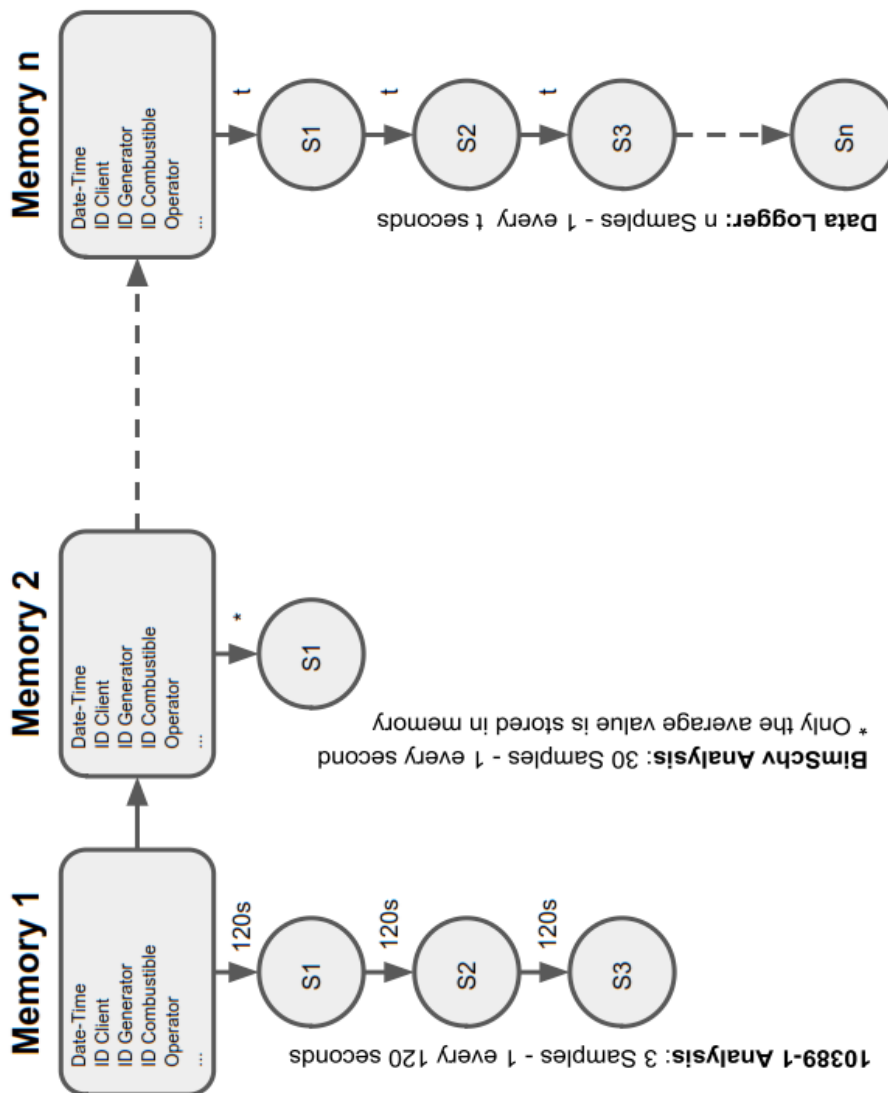 Memory 1
Date-Time
ID Client
ID Generator
ID Combustible
Operator
...
120s
S1
120s
S2
120s
S3
10389-1 Analysis: 3 Samples - 1 every 120 seconds
Memory 2
Date-Time
ID Client
ID Generator
ID Combustible
Operator
...
*
S1
BimSchv Analysis: 30 Samples - 1 every second
* Only the average value is stored in memory
Memory n
Date-Time
ID Client
ID Generator
ID Combustible
Operator
...
t
S1
t
S2
t
S3
Sn
Data Logger: n Samples - 1 every t seconds